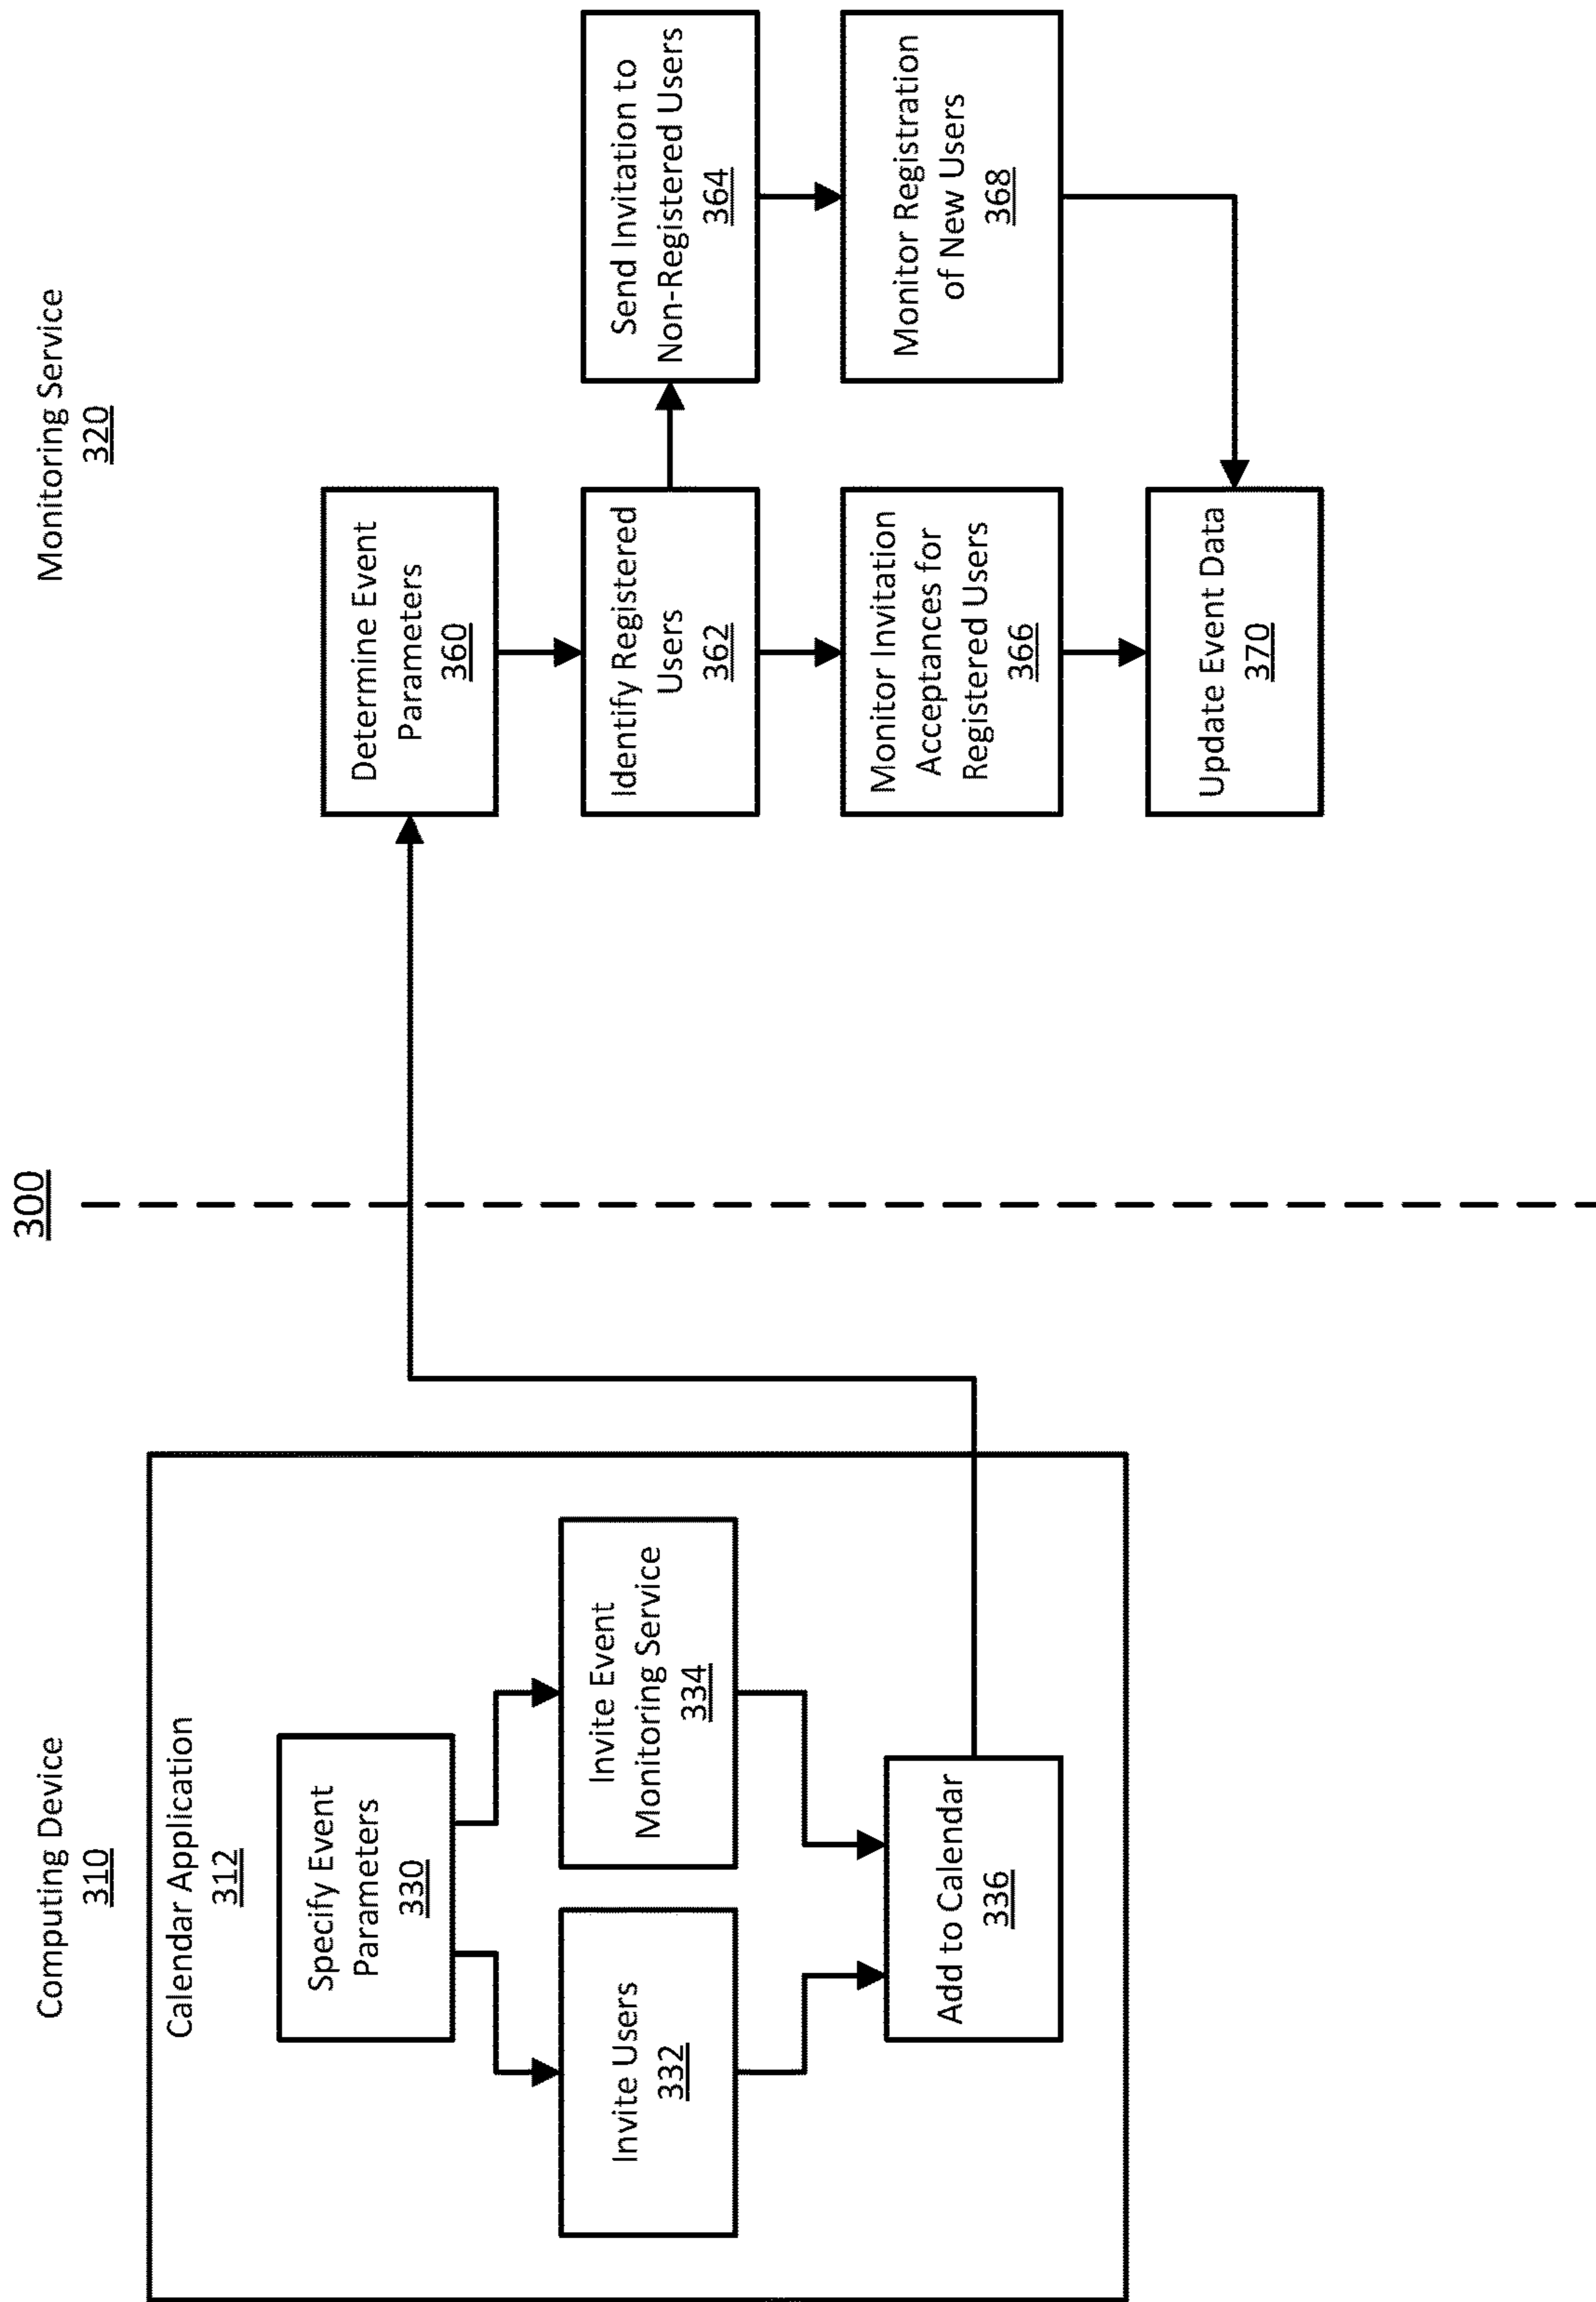 300
Computing Device
310
Calendar Application
312
Specify Event
Parameters
330
Invite Users
332
Invite Event
Monitoring Service
334
Add to Calendar
336
Monitoring Service
320
Determine Event
Parameters
360
Identify Registered
Users
362
Send Invitation to
Non-Registered Users
364
Monitor Invitation
Acceptances for
Registered Users
366
Monitor Registration
of New Users
368
Update Event Data
370